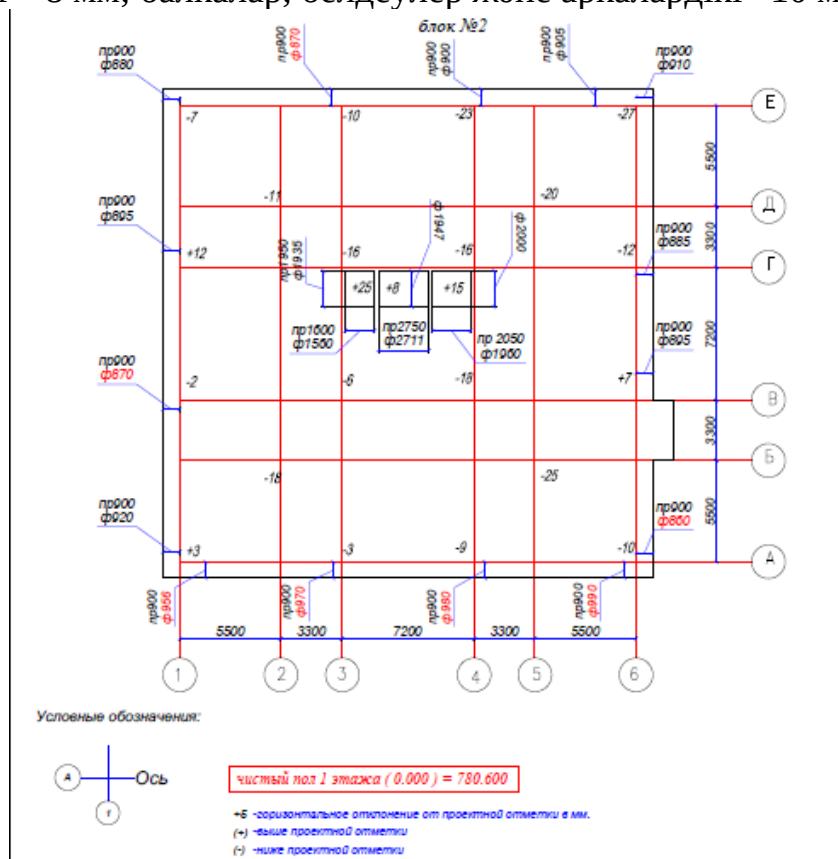 блок №2
пр900
ф880
пр900
ф870
пр900
ф900
пр900
ф905
пр900
ф910
-7
-10
-23
-27
Е
5500
-11
-20
Д
пр900
ф895
+12
-16
ф1947
-16
ф2000
-12
пр900
ф885
3300
Г
пр1950
ф1935
+25
+8
+15
пр1600
ф1560
пр2750
ф2711
пр 2050
ф1960
пр900
ф895
7200
пр900
ф870
-2
-6
-18
+7
В
3300
Б
-18
-25
пр900
ф920
пр900
ф860
5500
+3
-3
-9
-10
А
пр900
ф956
пр900
ф970
пр900
ф980
пр900
ф990
5500
3300
7200
3300
5500
1
2
3
4
5
6
Условные обозначения:
А
Ось
1
чистый пол 1 этажа ( 0.000 ) = 780.600
+5 -горизонтальное отклонение от проектной отметки в мм.
(+) -выше проектной отметки
(-) -ниже проектной отметки